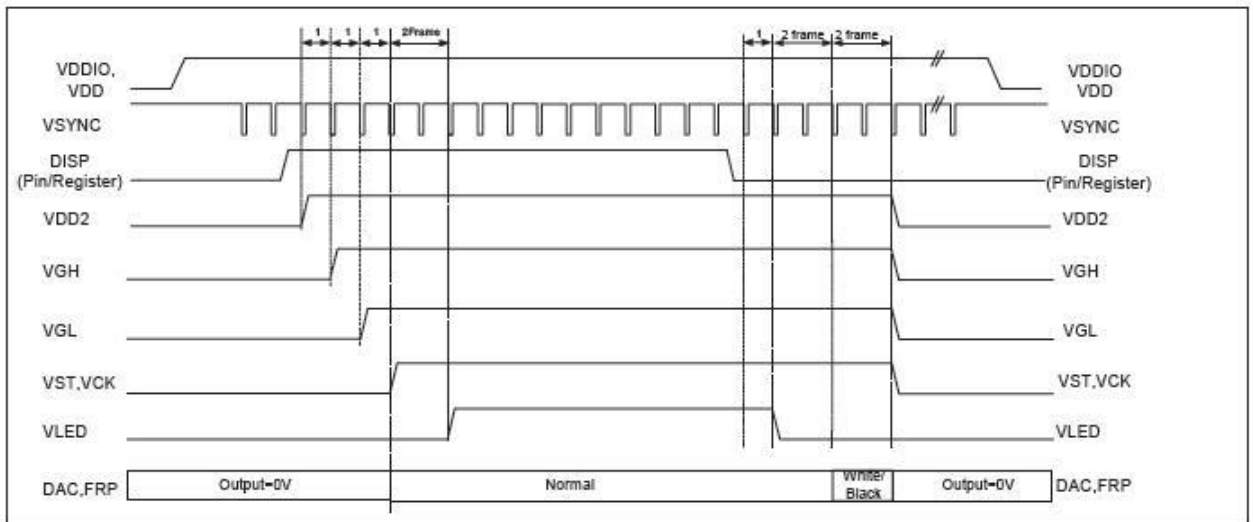 1 1 1 2Frame 1 2 frame 2 frame
VDDIO, VDDIO
VDD VDD
VSYNC VSYNC
DISP DISP
(Pin/Register) (Pin/Register)
VDD2 VDD2
VGH VGH
VGL VGL
VST,VCK VST,VCK
VLED VLED
DAC,FRP Output=0V Normal White/ Output=0V DAC,FRP
Black